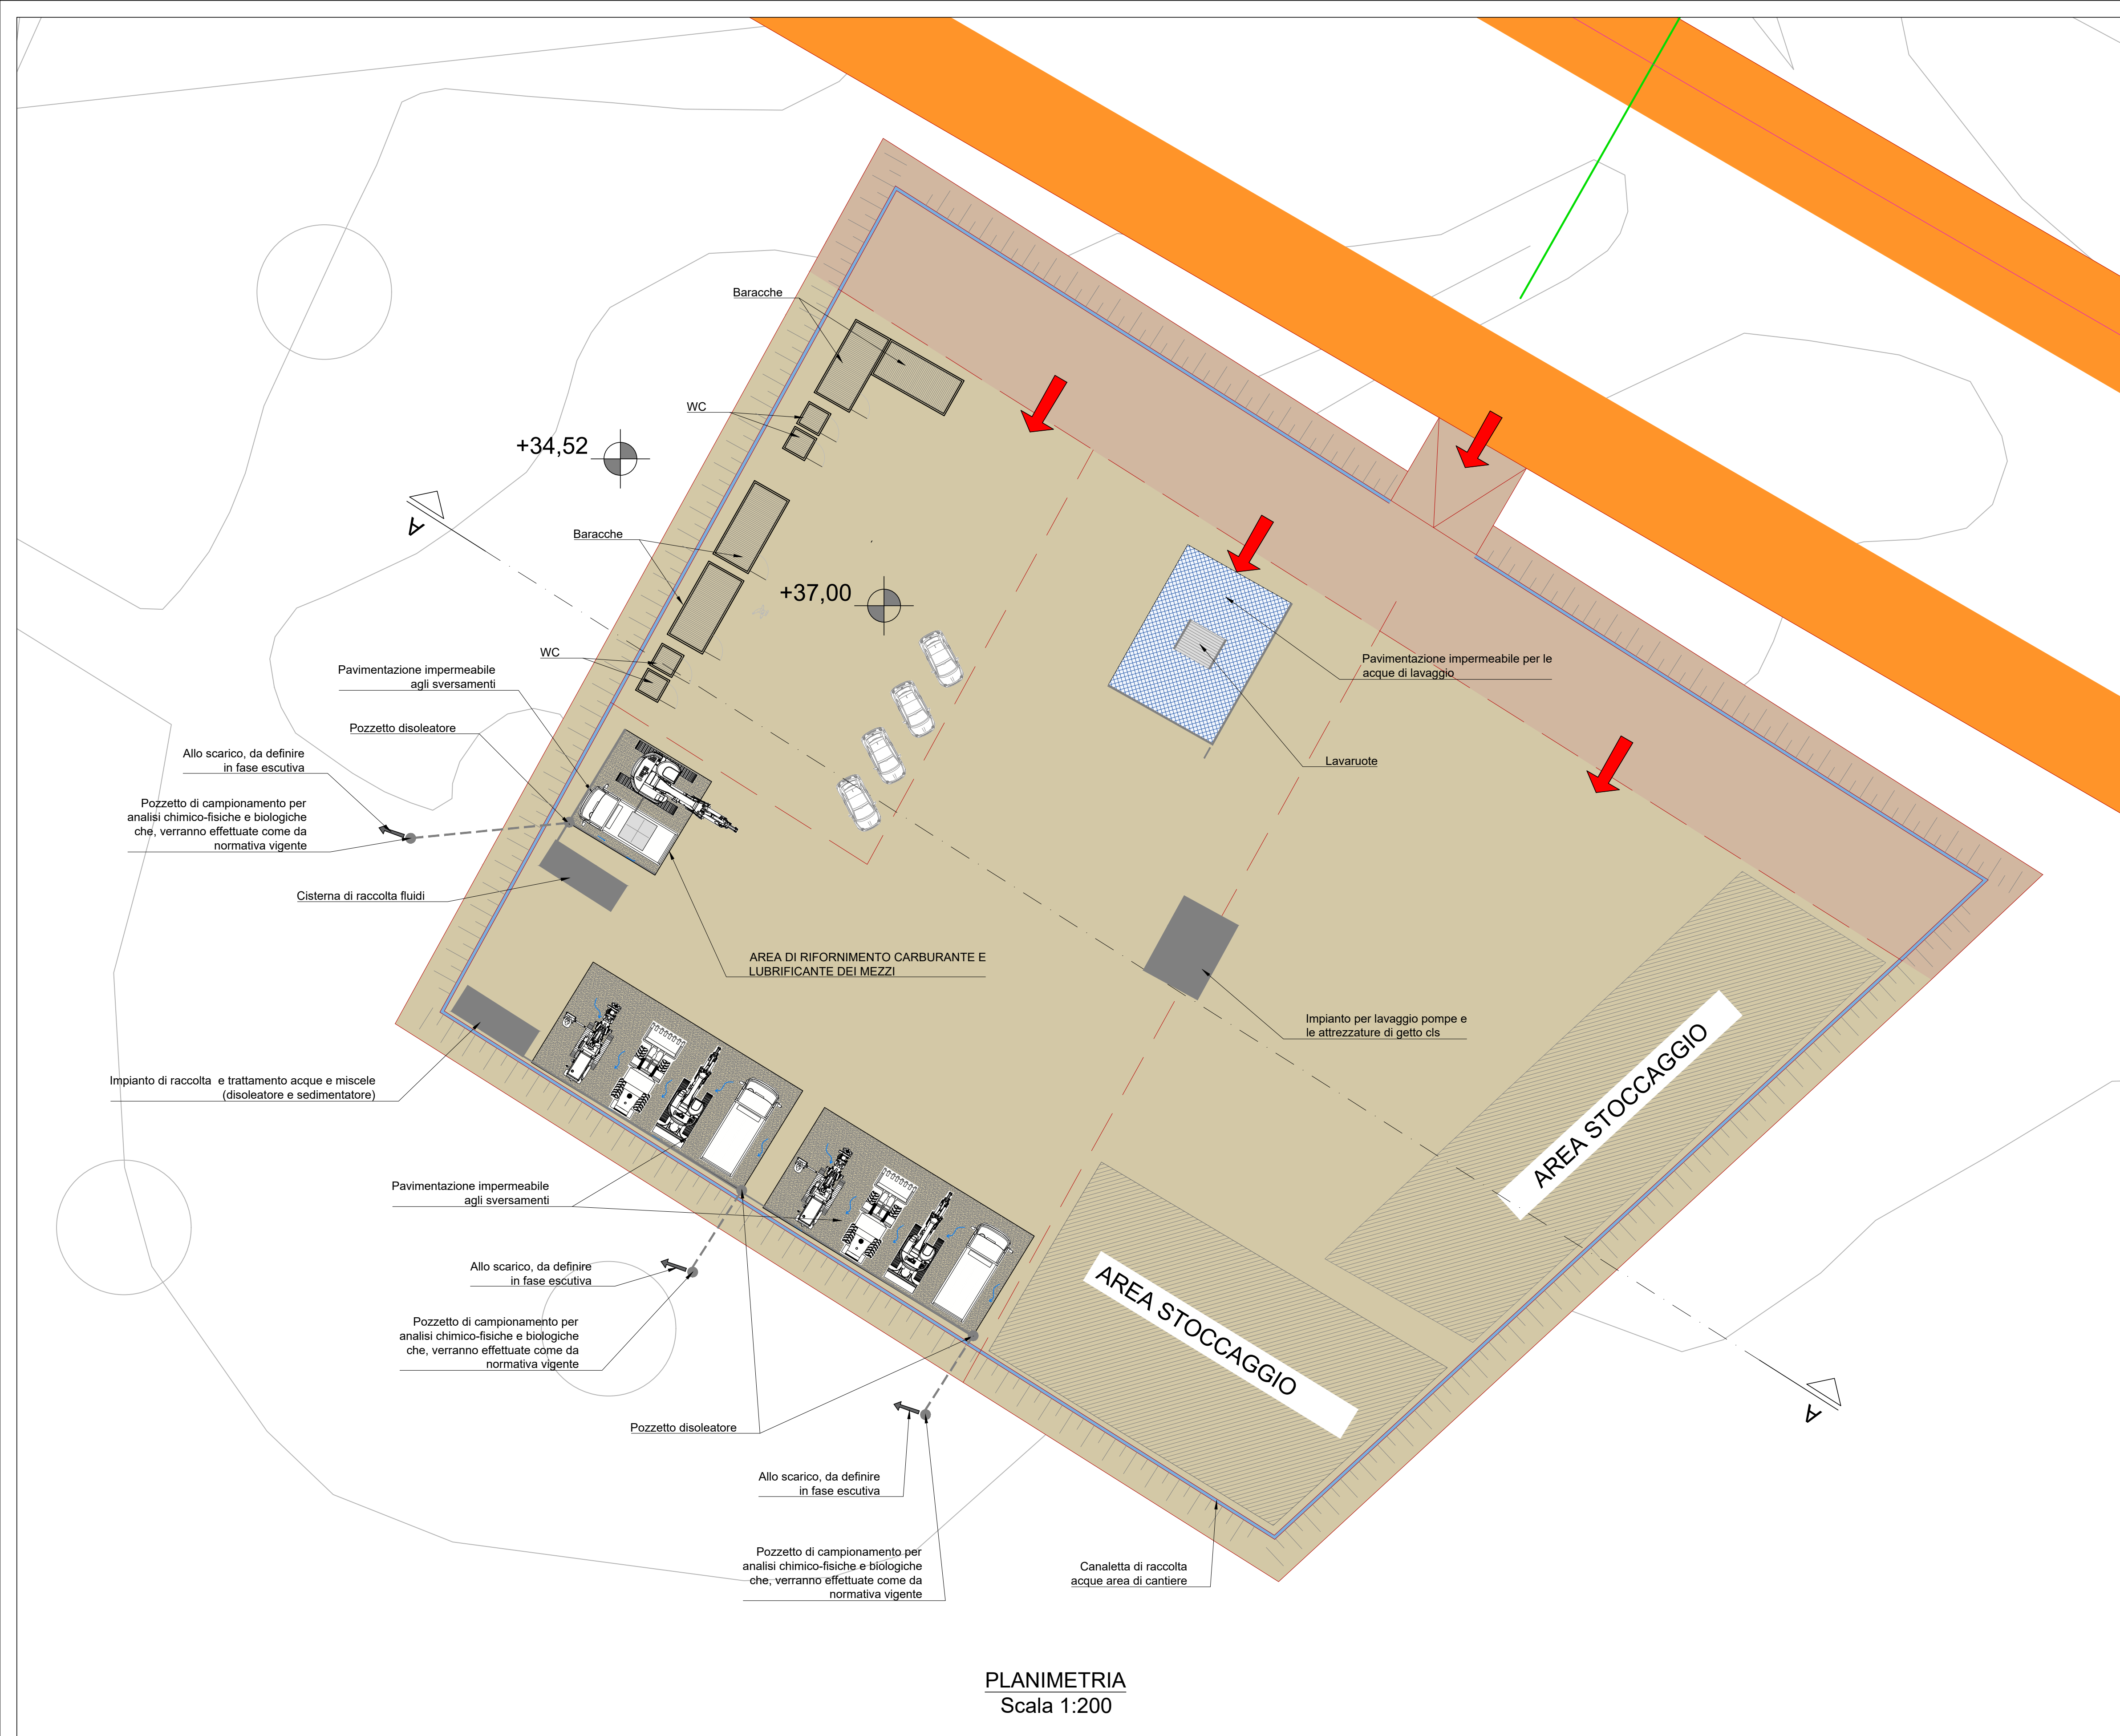 Baracche
WC
+34,52
A
Baracche
+37,00
WC
Pavimentazione impermeabile
agli sversamenti
Pavimentazione impermeabile per le
acque di lavaggio
Pozzetto disoleatore
Allo scarico, da definire
in fase escutiva
Lavaruote
Pozzetto di campionamento per
analisi chimico-fisiche e biologiche
che, verranno effettuate come da
normativa vigente
Cisterna di raccolta fluidi
AREA DI RIFORNIMENTO CARBURANTE E
LUBRIFICANTE DEI MEZZI
Impianto per lavaggio pompe e
le attrezzature di getto cls
AREA STOCCAGGIO
Impianto di raccolta  e trattamento acque e miscele
(disoleatore e sedimentatore)
Pavimentazione impermeabile
agli sversamenti
Allo scarico, da definire
in fase escutiva
AREA STOCCAGGIO
Pozzetto di campionamento per
analisi chimico-fisiche e biologiche
che, verranno effettuate come da
normativa vigente
A
Pozzetto disoleatore
Allo scarico, da definire
in fase escutiva
Pozzetto di campionamento per
analisi chimico-fisiche e biologiche
che, verranno effettuate come da
normativa vigente
Canaletta di raccolta
acque area di cantiere
PLANIMETRIA
Scala 1:200